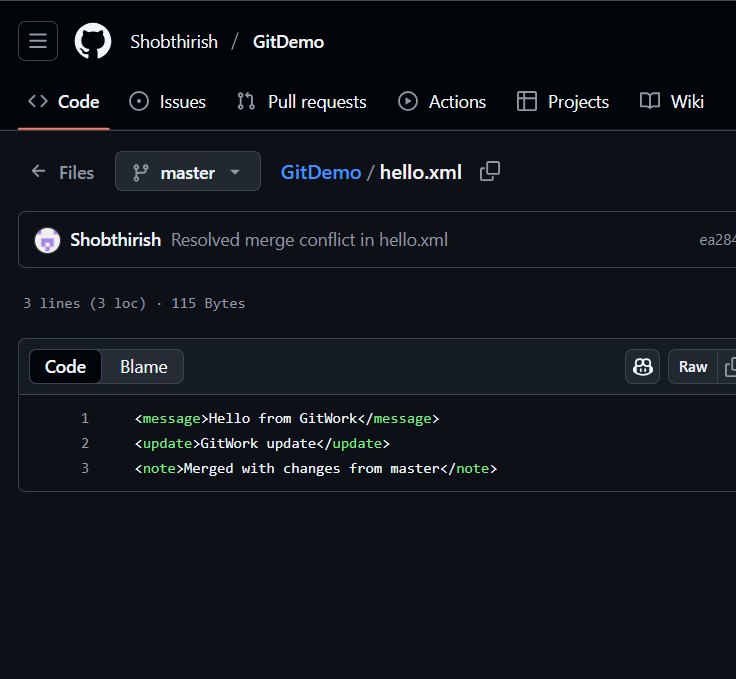 Shobthirish / GitDemo
Code Issues Pull requests Actions Projects Wiki
Files master GitDemo / hello.xml
Shobthirish Resolved merge conflict in hello.xml ea284
3 lines (3 loc) · 115 Bytes
Code Blame Raw
1 <message>Hello from GitWork</message>
2 <update>GitWork update</update>
3 <note>Merged with changes from master</note>